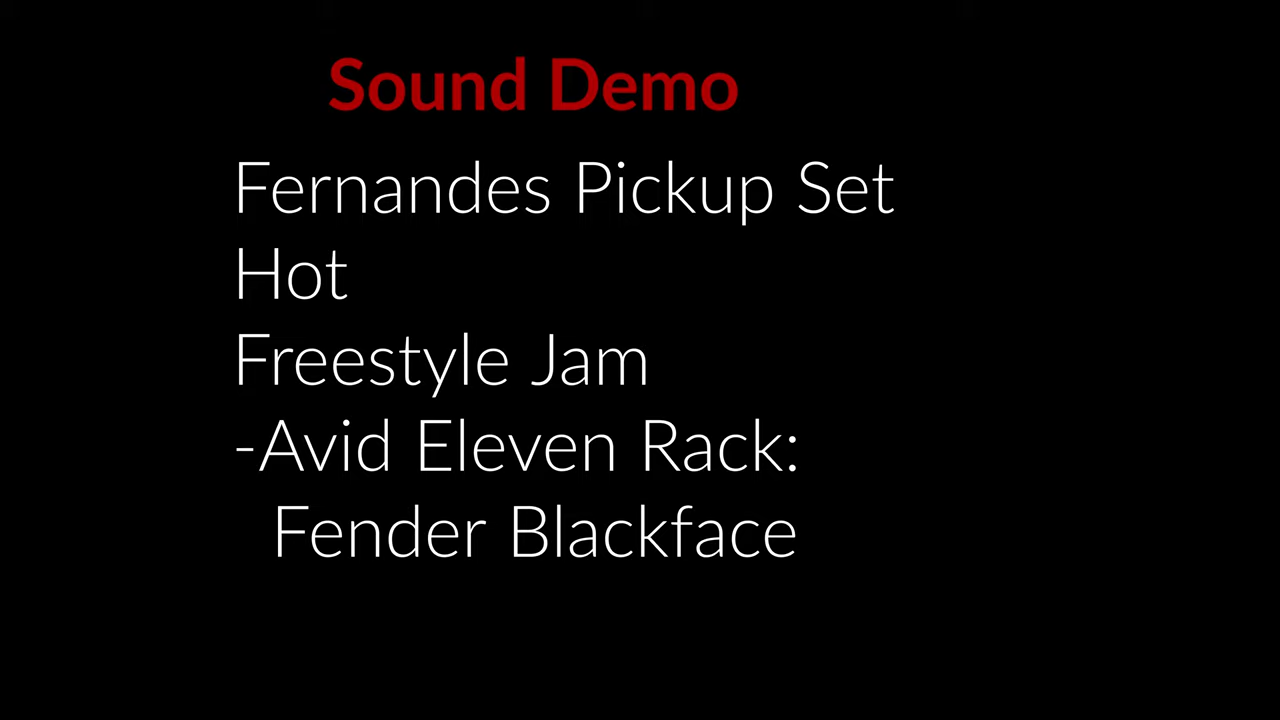 Sound Demo
Fernandes Pickup Set
Hot
Freestyle Jam
-Avid Eleven Rack:
Fender Blackface